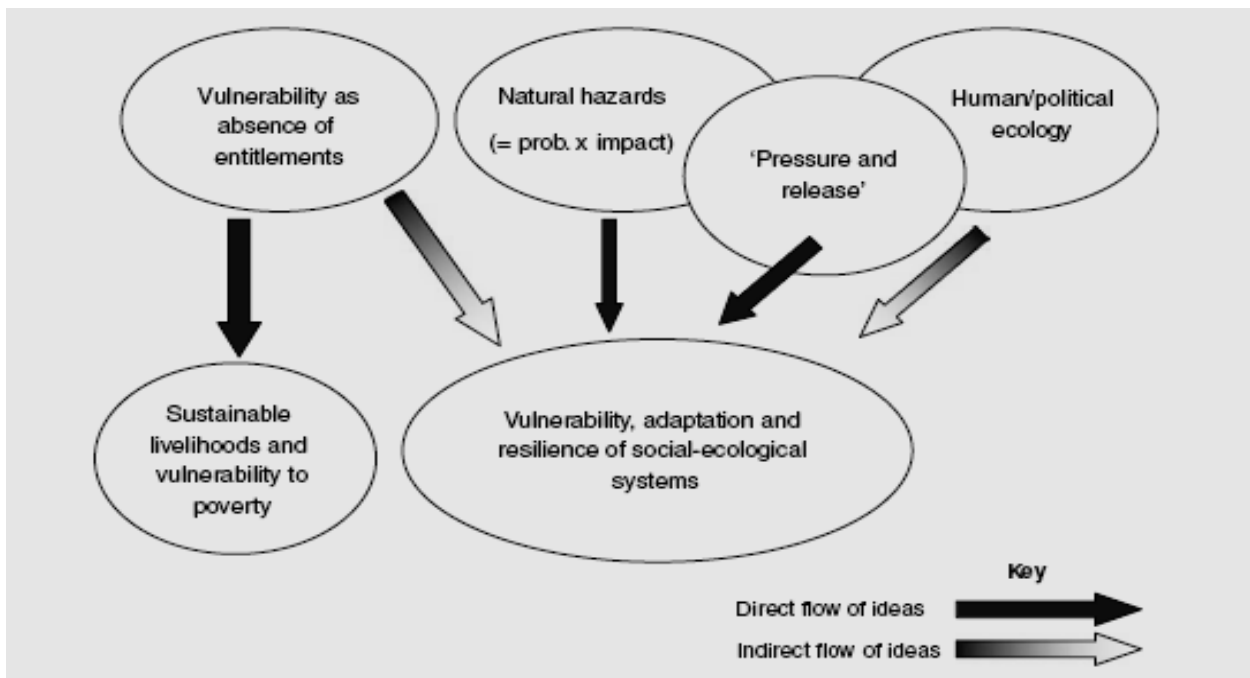 Vulnerability as
absence of
entitlements
Natural hazards
(= prob. x impact)
'Pressure and
release'
Human/political
ecology
Sustainable
livelihoods and
vulnerability to
poverty
Vulnerability, adaptation and
resilience of social-ecological
systems
Key
Direct flow of ideas
Indirect flow of ideas